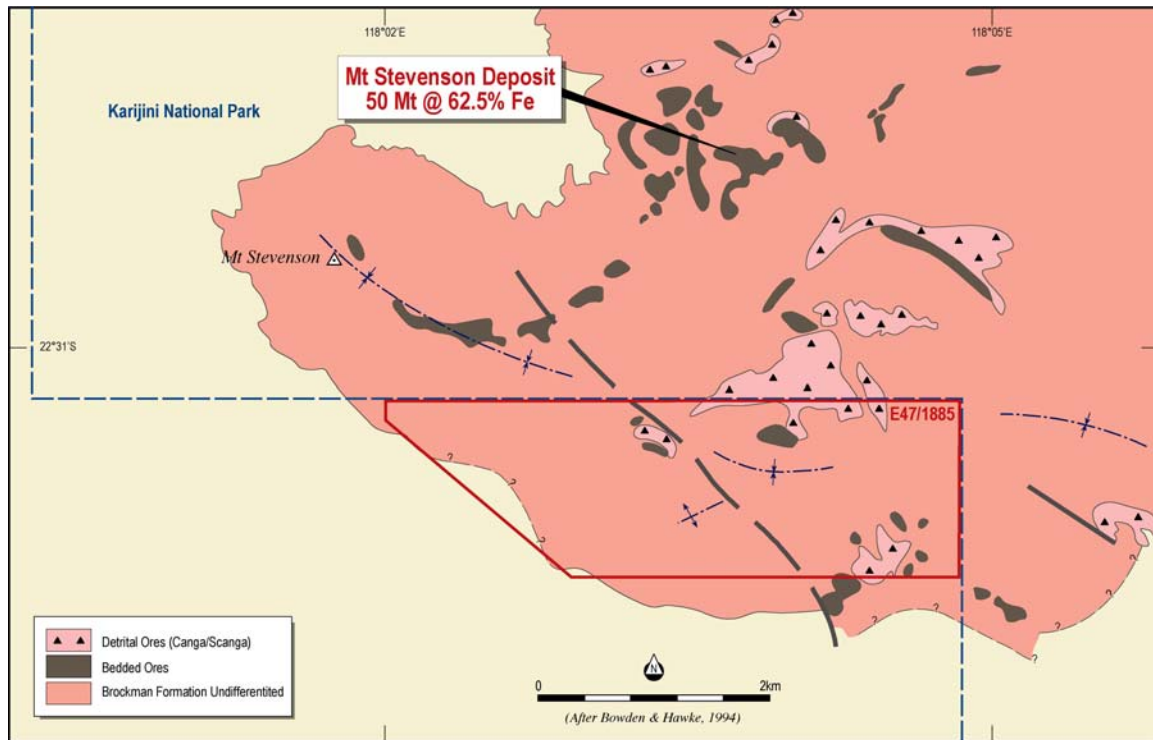 118°02'E
118°05'E
Mt Stevenson Deposit
50 Mt @ 62.5% Fe
Karijini National Park
Mt Stevenson
22°31'S
E47/1885
?
?
?
?
?
?
?
?
?
?
Detrital Ores (Canga/Scanga)
Bedded Ores
Brockman Formation Undifferentited
N
0
2km
(After Bowden & Hawke, 1994)